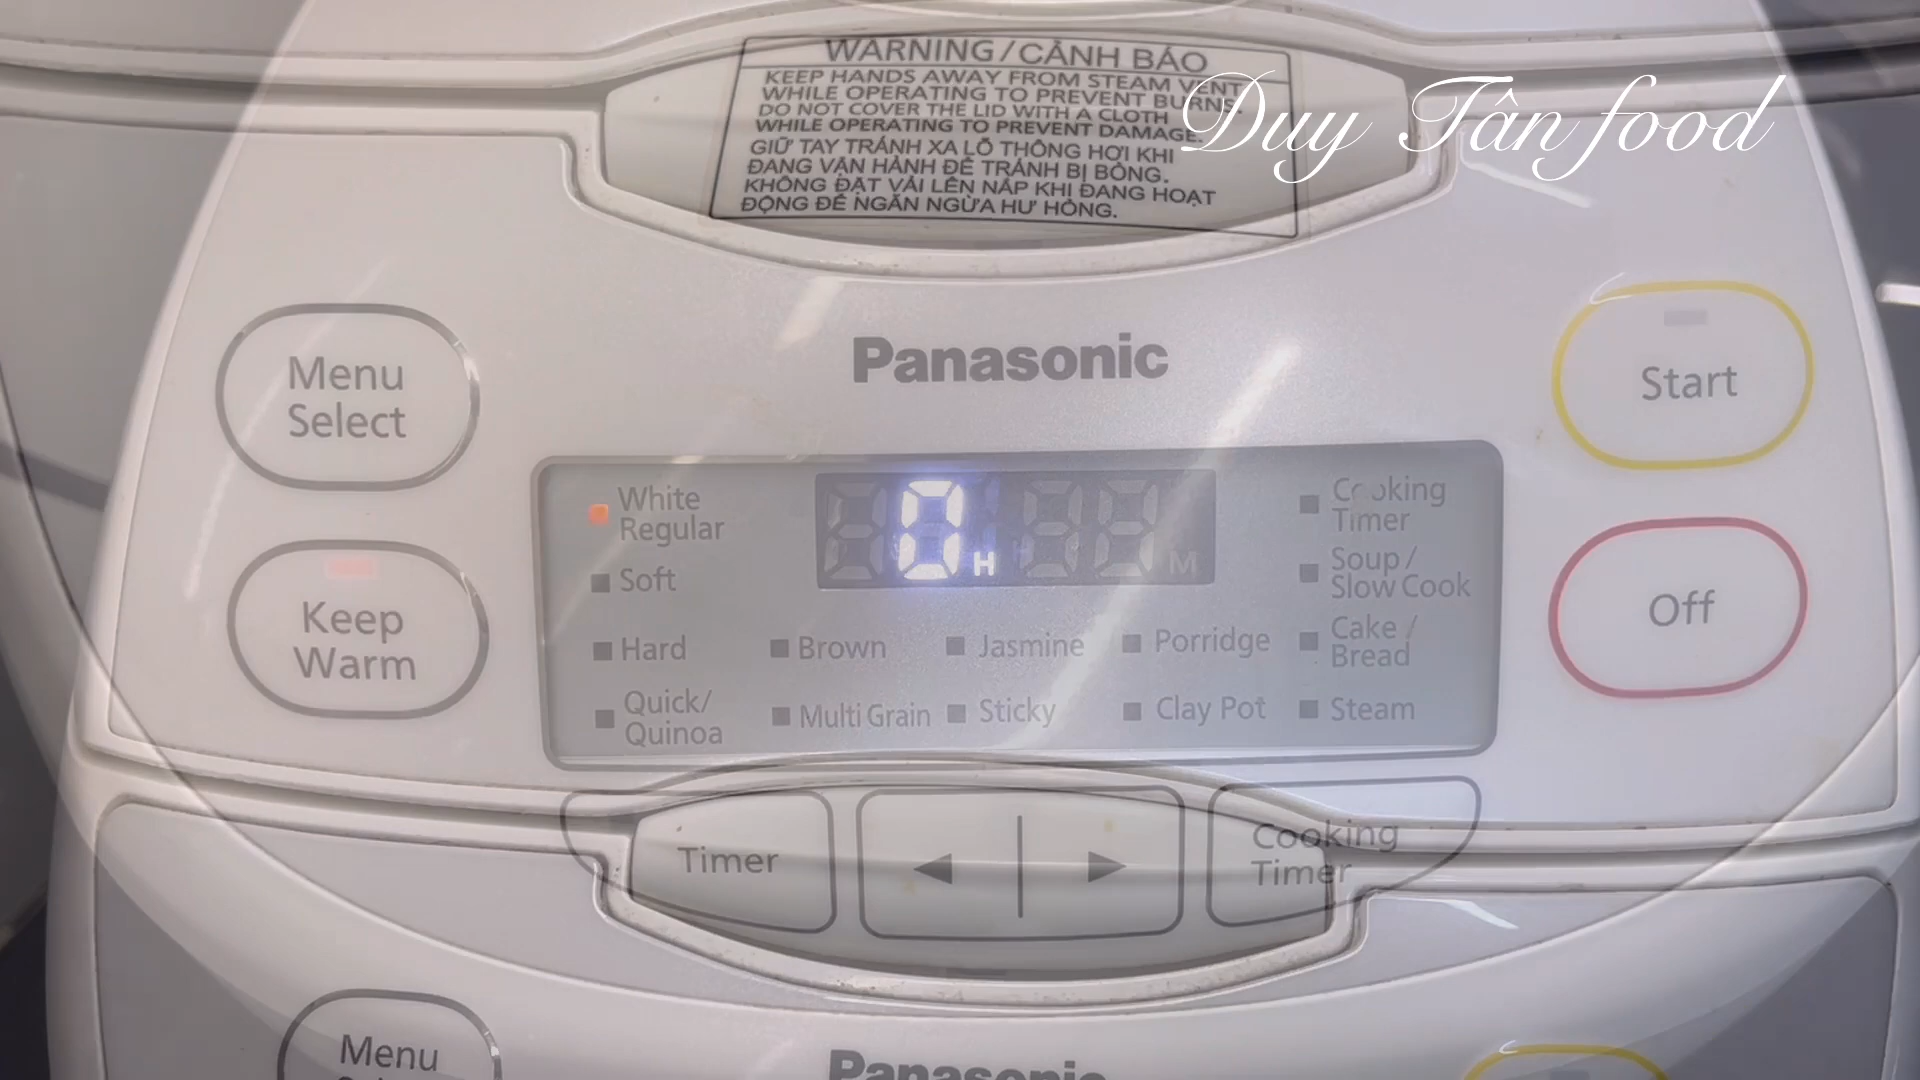 WARNING/CẢNH BÁO
KEEP HANDS AWAY FROM STEAM VENT
WHILE OPERATING TO PREVENT BURNS.
DO NOT COVER THE LID WITH A CLOTH
WHILE OPERATING TO PREVENT DAMAGE.
GIỮ TAY TRÁNH XA LỖ THÔNG HƠI KHI
ĐANG VẬN HÀNH ĐỂ TRÁNH BỊ BỎNG.
KHÔNG ĐẶT VẢI LÊN NẮP KHI ĐANG HOẠT
ĐỘNG ĐỂ NGĂN NGỪA HƯ HỎNG.
Duy Tân food
Panasonic
Menu
Select
Start
Keep
Warm
Off
White
Regular
Soft
Hard
Quick/
Quinoa
0 H
M
Brown
Multi Grain
Jasmine
Sticky
Porridge
Clay Pot
Cooking
Timer
Soup /
Slow Cook
Cake /
Bread
Steam
Timer
Cooking
Timer
Menu
Panasonic